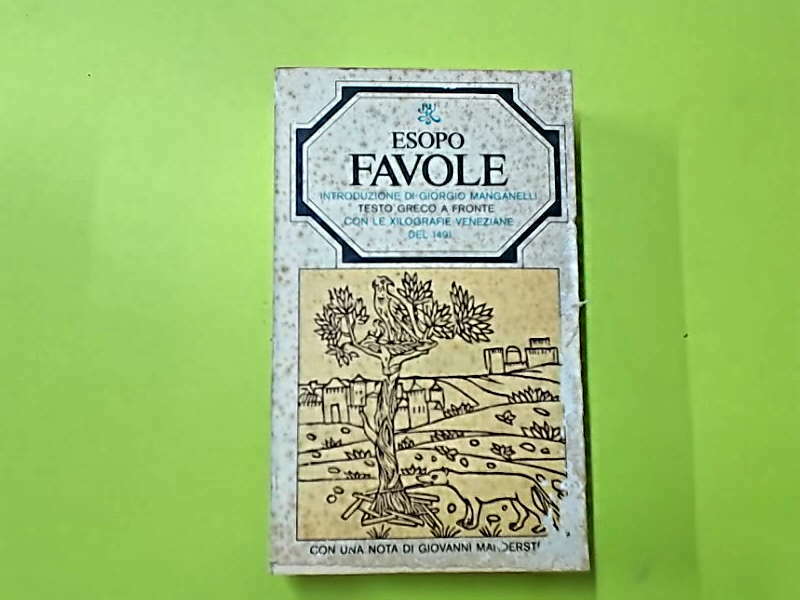 ESOPO
FAVOLE
INTRODUZIONE DI GIORGIO MANGANELLI
TESTO GRECO A FRONTE
CON LE XILOGRAFIE VENEZIANE
DEL 1491
CON UNA NOTA DI GIOVANNI